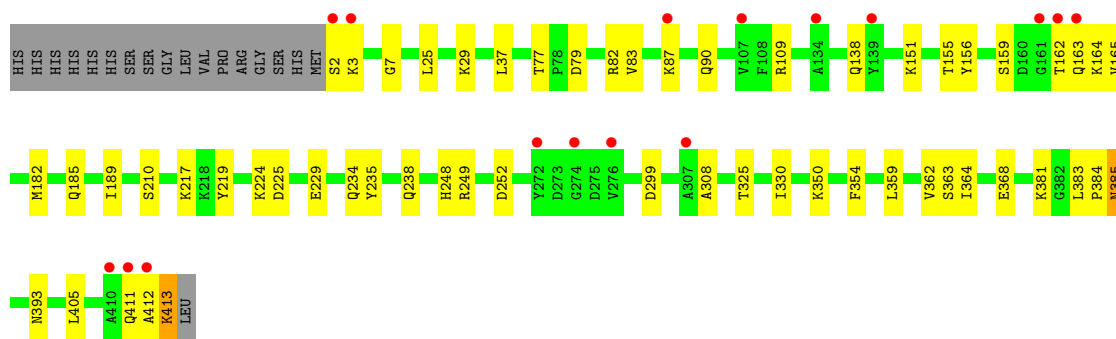 HIS HIS HIS HIS HIS HIS SER SER GLY LEU VAL PRO ARG GLY SER HIS MET S2 K3 G7 L25 K29 L37 T77 P78 D79 R82 V83 K87 Q90 V107 F108 R109 A134 Q138 Y139 K151 T155 Y156 S159 D160 G161 T162 Q163 K164 V165
M182 Q185 I189 S210 K217 K218 Y219 K224 D225 E229 Q234 Y235 Q238 H248 R249 D252 Y272 D273 G274 D275 V276 D299 A307 A308 T325 I330 K350 F354 L359 V362 S363 I364 E368 K381 G382 L383 P384 N385
N393 L405 A410 Q411 A412 K413 LEU